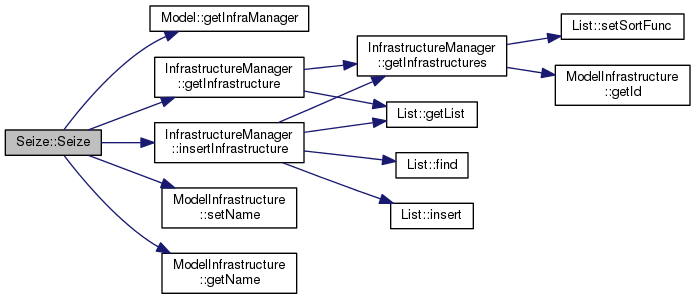 Seize::Seize
Model::getInfraManager
InfrastructureManager
::getInfrastructure
InfrastructureManager
::insertInfrastructure
ModelInfrastructure
::setName
ModelInfrastructure
::getName
InfrastructureManager
::getInfrastructures
List::getList
List::find
List::insert
List::setSortFunc
ModelInfrastructure
::getId